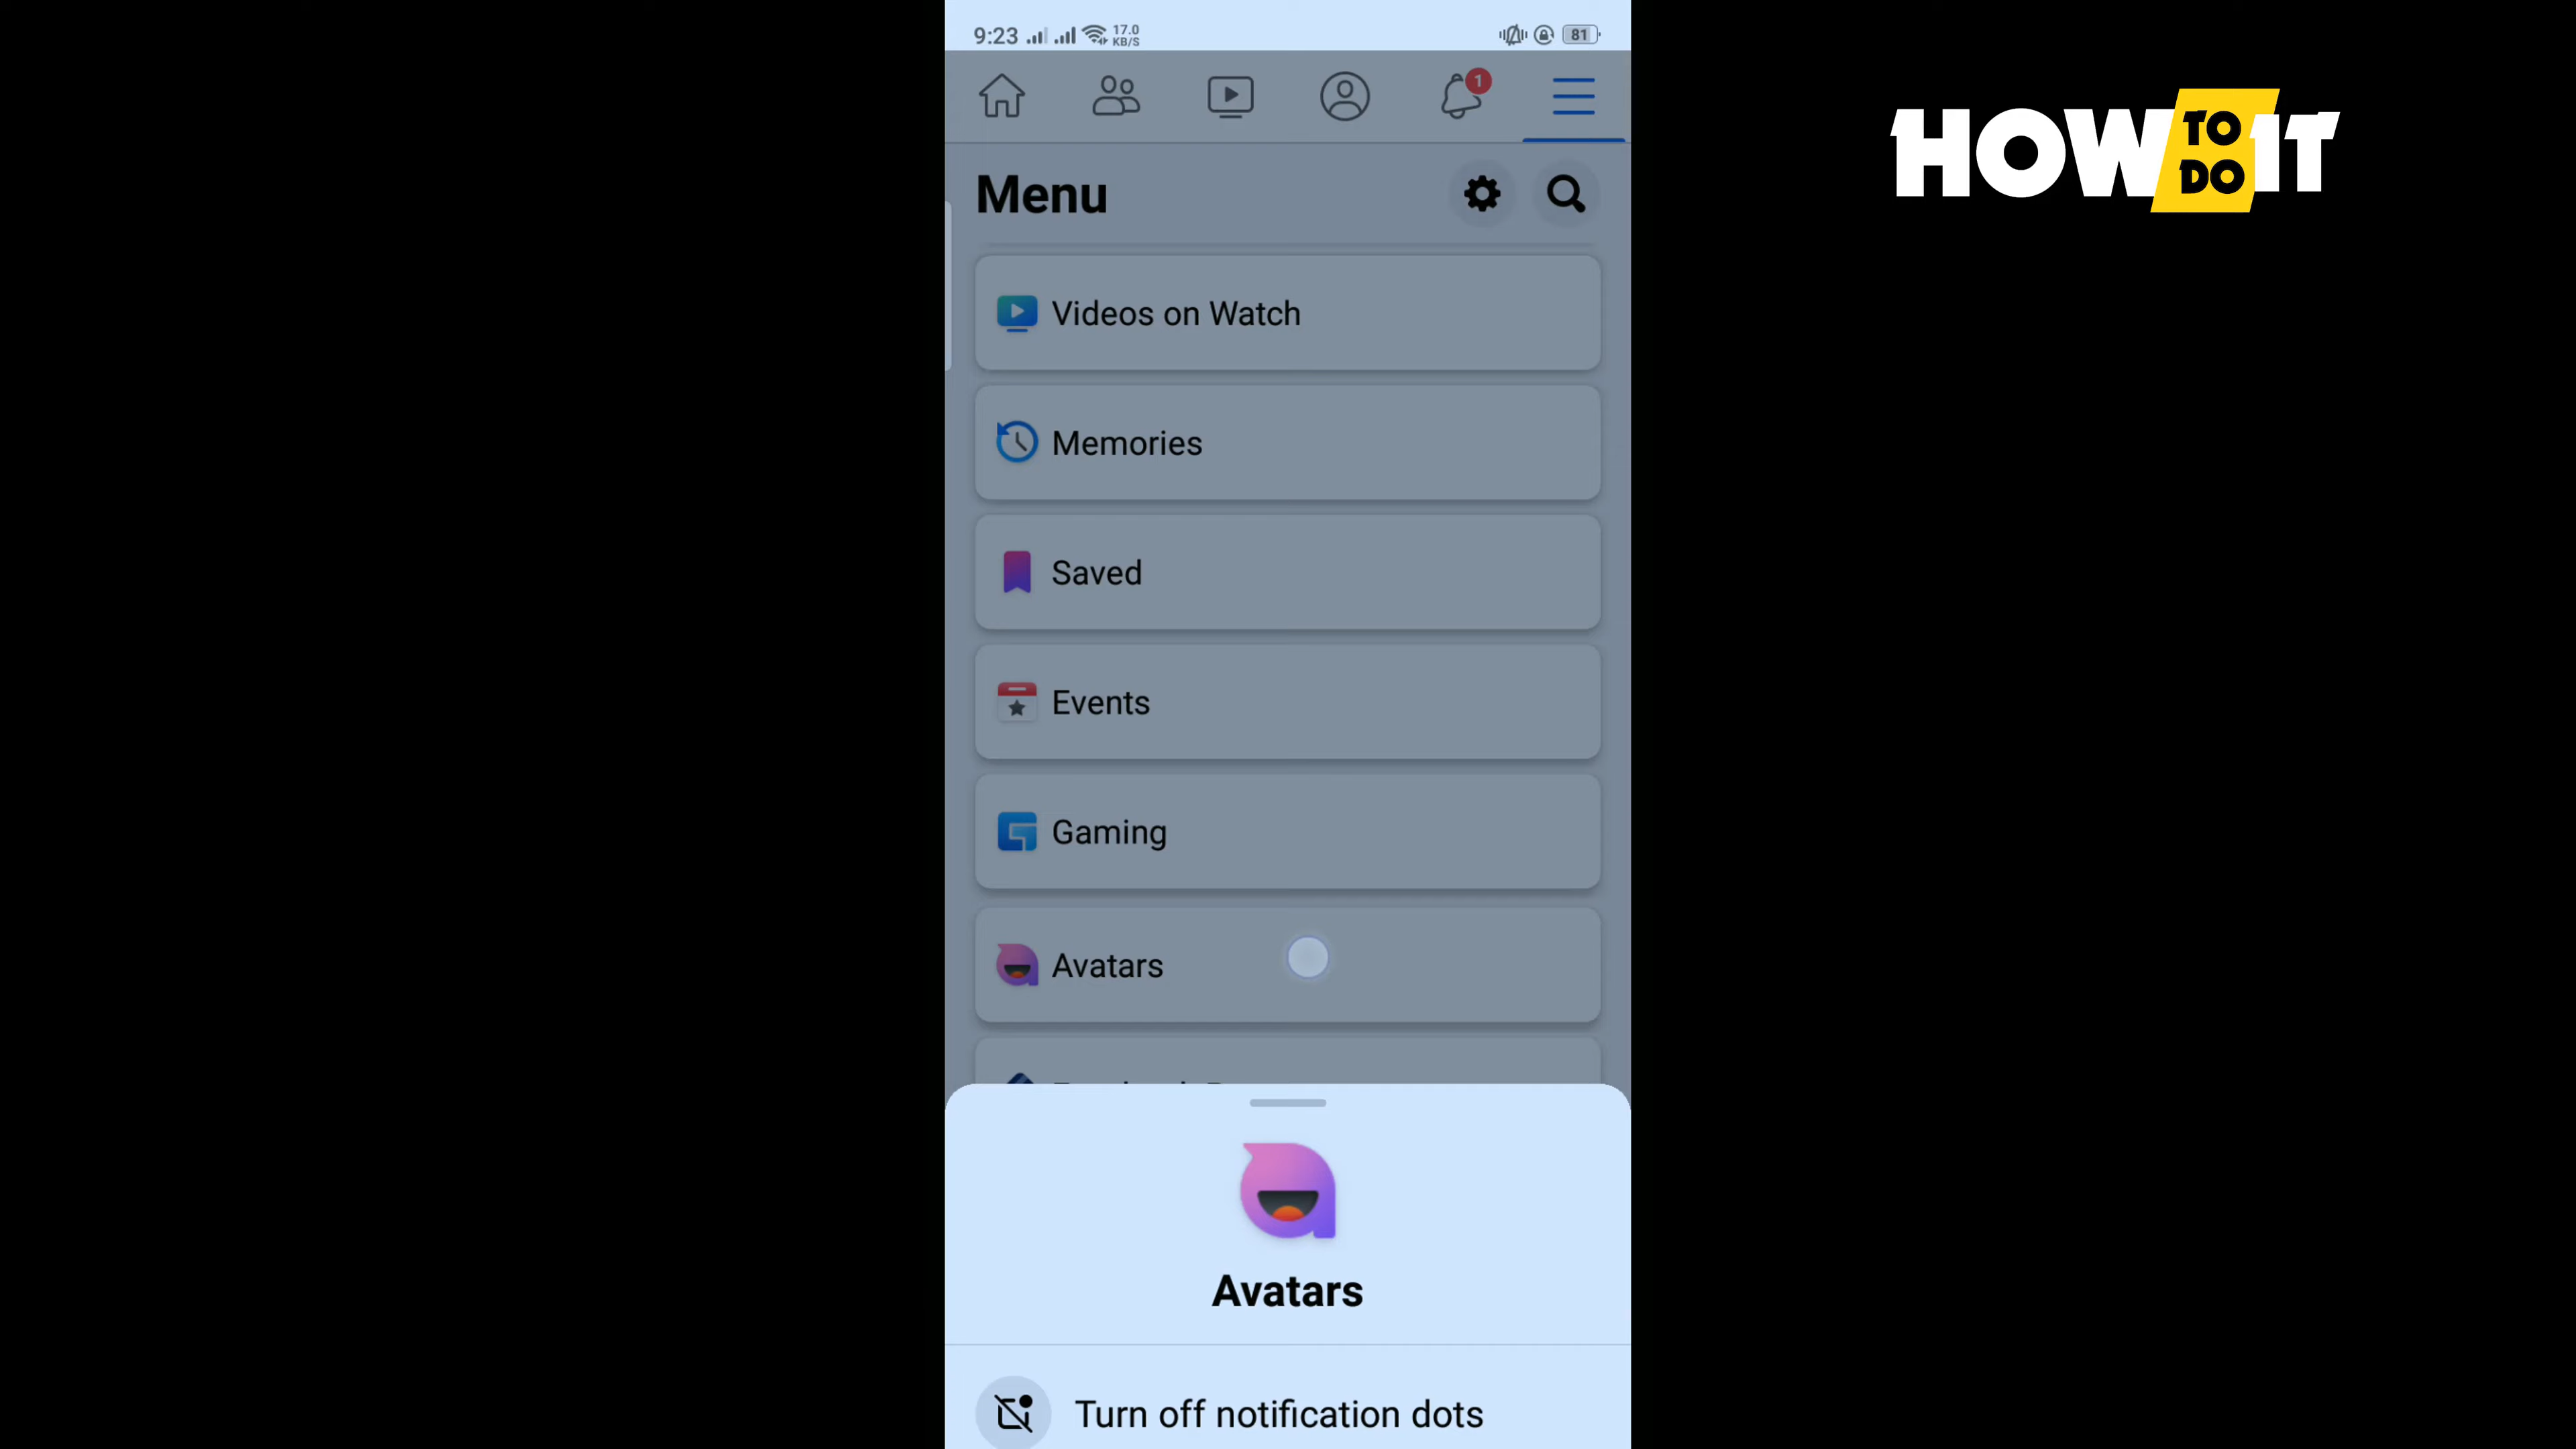 9:23 17.0 KB/S 81
1
HOW TO DO IT
Menu
Videos on Watch
Memories
Saved
Events
Gaming
Avatars
Avatars
Turn off notification dots